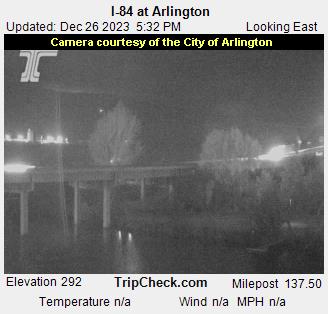 I-84 at Arlington
Updated: Dec 26 2023 5:32 PM Looking East
Camera courtesy of the City of Arlington
Elevation 292 TripCheck.com Milepost 137.50
Temperature n/a Wind n/a MPH n/a